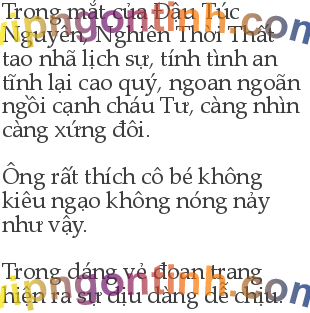 Trong mắt của Đậu Túc
Nguyên, Nghiên Thời Thất
tao nhã lịch sự, tính tình an
tĩnh lại cao quý, ngoan ngoãn
ngồi cạnh cháu Tư, càng nhìn
càng xứng đôi.
Ông rất thích cô bé không
kiêu ngạo không nóng nảy
như vậy.
Trong dáng vẻ đoan trang
hiện ra sự dịu dàng dễ chịu.